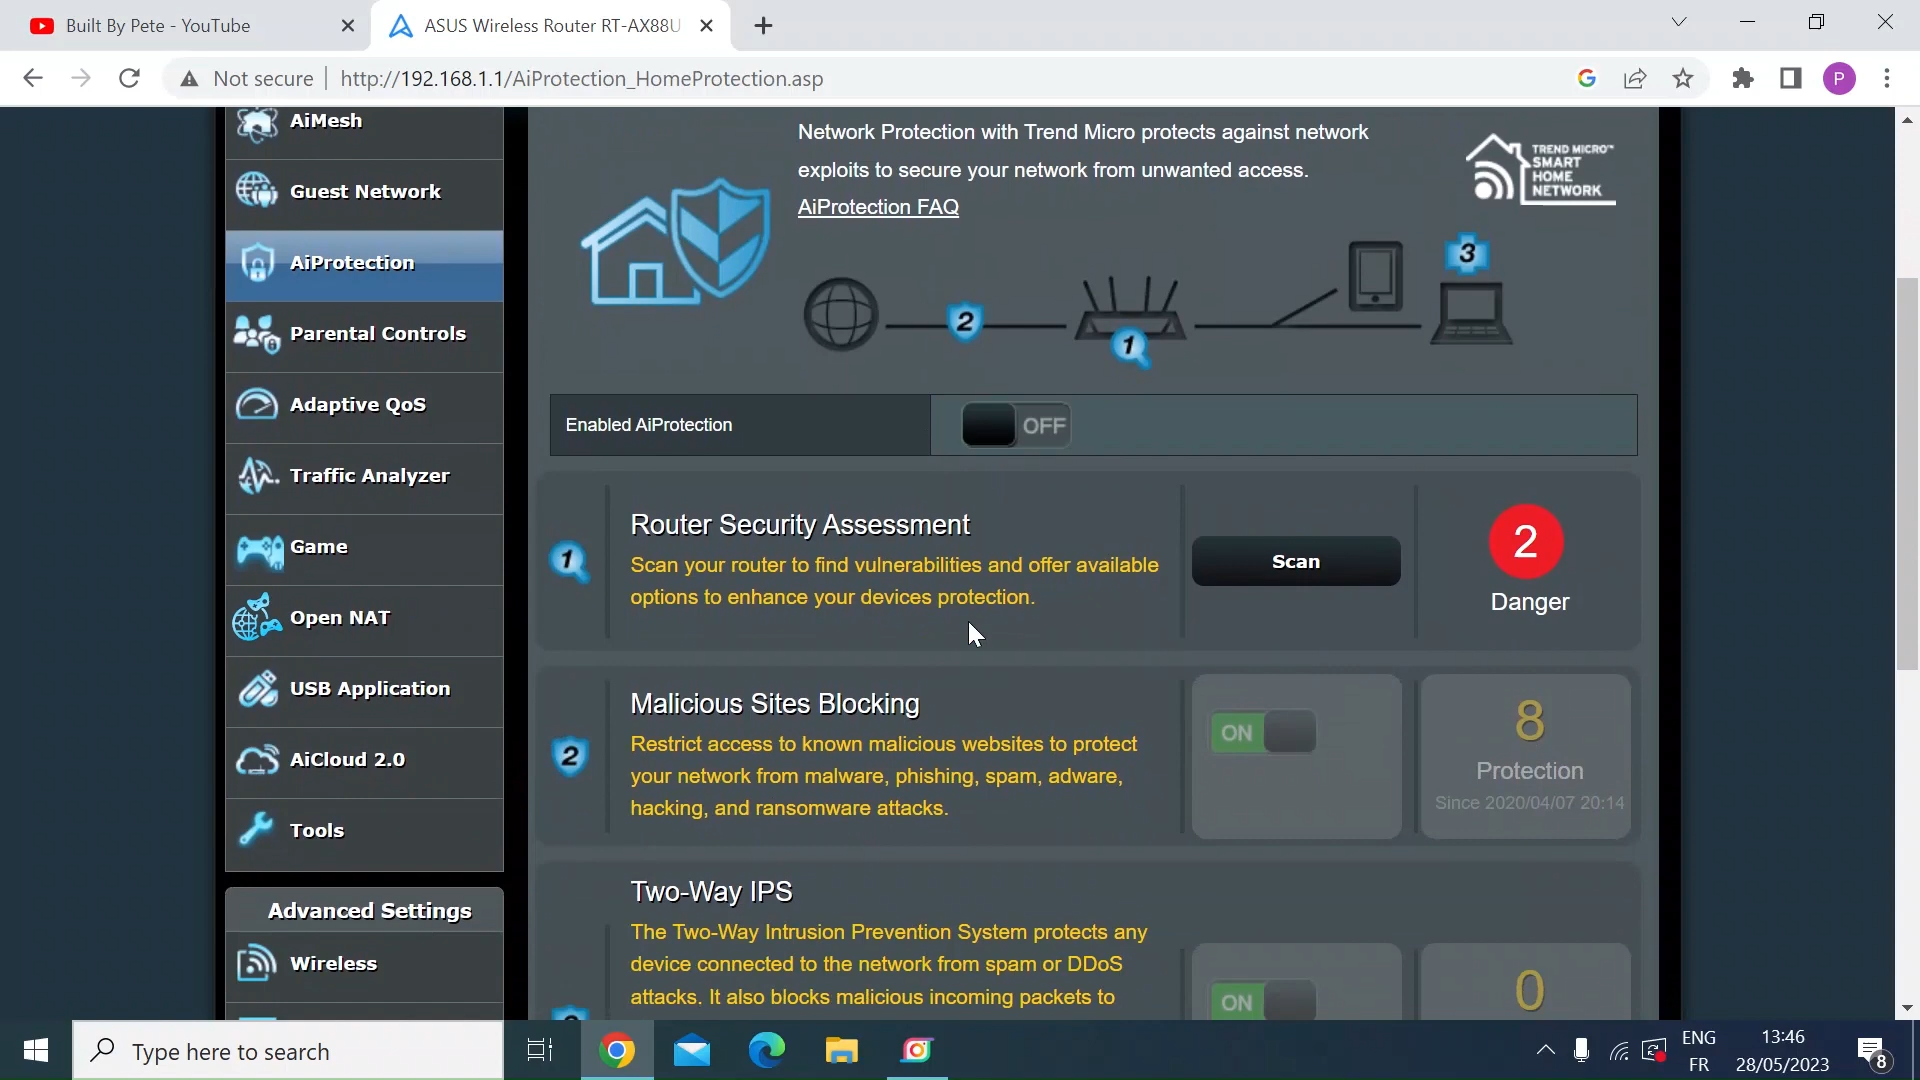 Built By Pete - YouTube
ASUS Wireless Router RT-AX88U
Not secure
http://192.168.1.1/AiProtection_HomeProtection.asp
P
AiMesh
Guest Network
AiProtection
Parental Controls
Adaptive QoS
Traffic Analyzer
Game
Open NAT
USB Application
AiCloud 2.0
Tools
Advanced Settings
Wireless
Network Protection with Trend Micro protects against network
exploits to secure your network from unwanted access.
AiProtection FAQ
TREND MICRO™
SMART
HOME
NETWORK
3
2
1
Enabled AiProtection
OFF
1
Router Security Assessment
Scan your router to find vulnerabilities and offer available
options to enhance your devices protection.
Scan
2
Danger
2
Malicious Sites Blocking
Restrict access to known malicious websites to protect
your network from malware, phishing, spam, adware,
hacking, and ransomware attacks.
ON
8
Protection
Since 2020/04/07 20:14
Two-Way IPS
The Two-Way Intrusion Prevention System protects any
device connected to the network from spam or DDoS
attacks. It also blocks malicious incoming packets to
ON
0
Type here to search
ENG
FR
13:46
28/05/2023
8